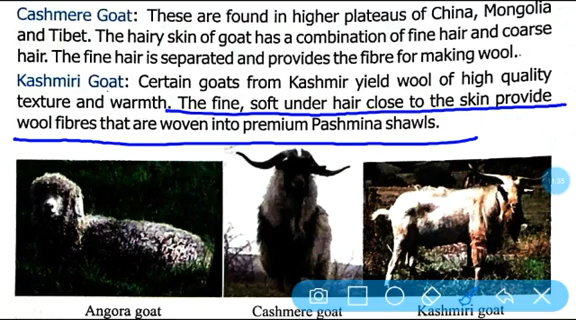 Cashmere Goat: These are found in higher plateaus of China, Mongolia
and Tibet. The hairy skin of goat has a combination of fine hair and coarse
hair. The fine hair is separated and provides the fibre for making wool..
Kashmiri Goat: Certain goats from Kashmir yield wool of high quality
texture and warmth. The fine, soft under hair close to the skin provide
wool fibres that are woven into premium Pashmina shawls.
Angora goat Cashmere goat Kashmiri goat